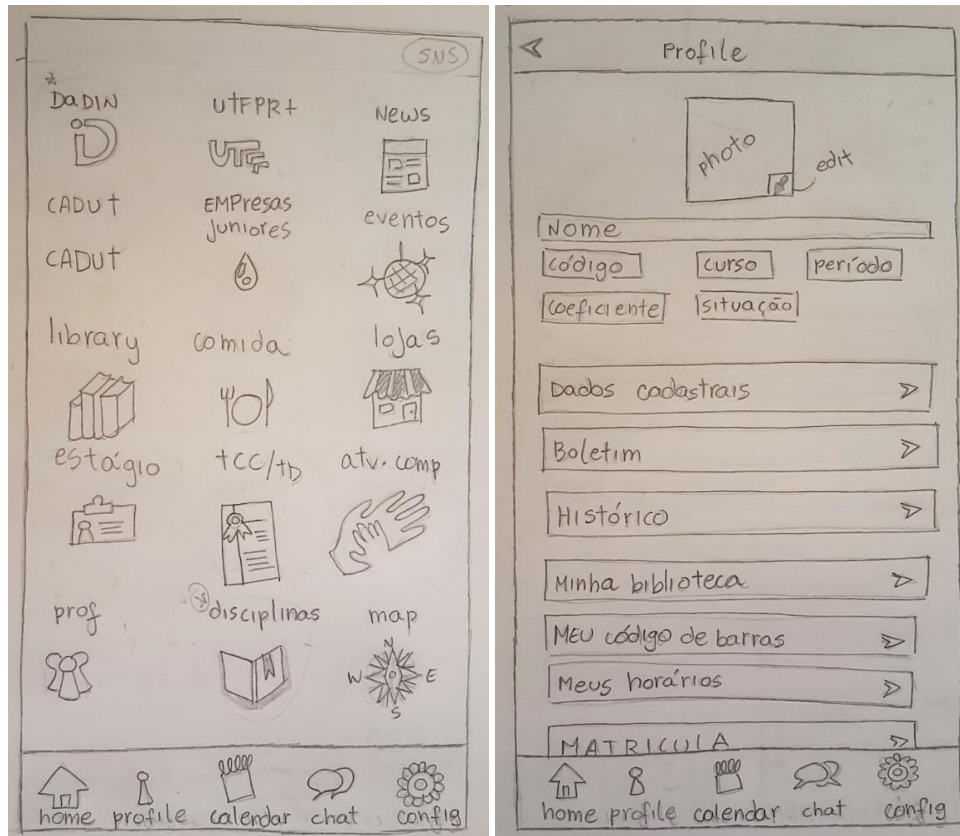 SNS
* DaDIN UTFPR+ News
UTF
CADUT EMPresas eventos
Juniores
CADUT
library comida lojas
estágio TCC/TD atv. comp
prof *disciplinas map
N
W E
S
home profile calendar chat config
< Profile
photo
edit
Nome
código curso período
coeficiente situação
Dados cadastrais >
Boletim >
Histórico >
Minha biblioteca >
MEU código de barras >
Meus horários >
MATRICULA >
home profile calendar chat config